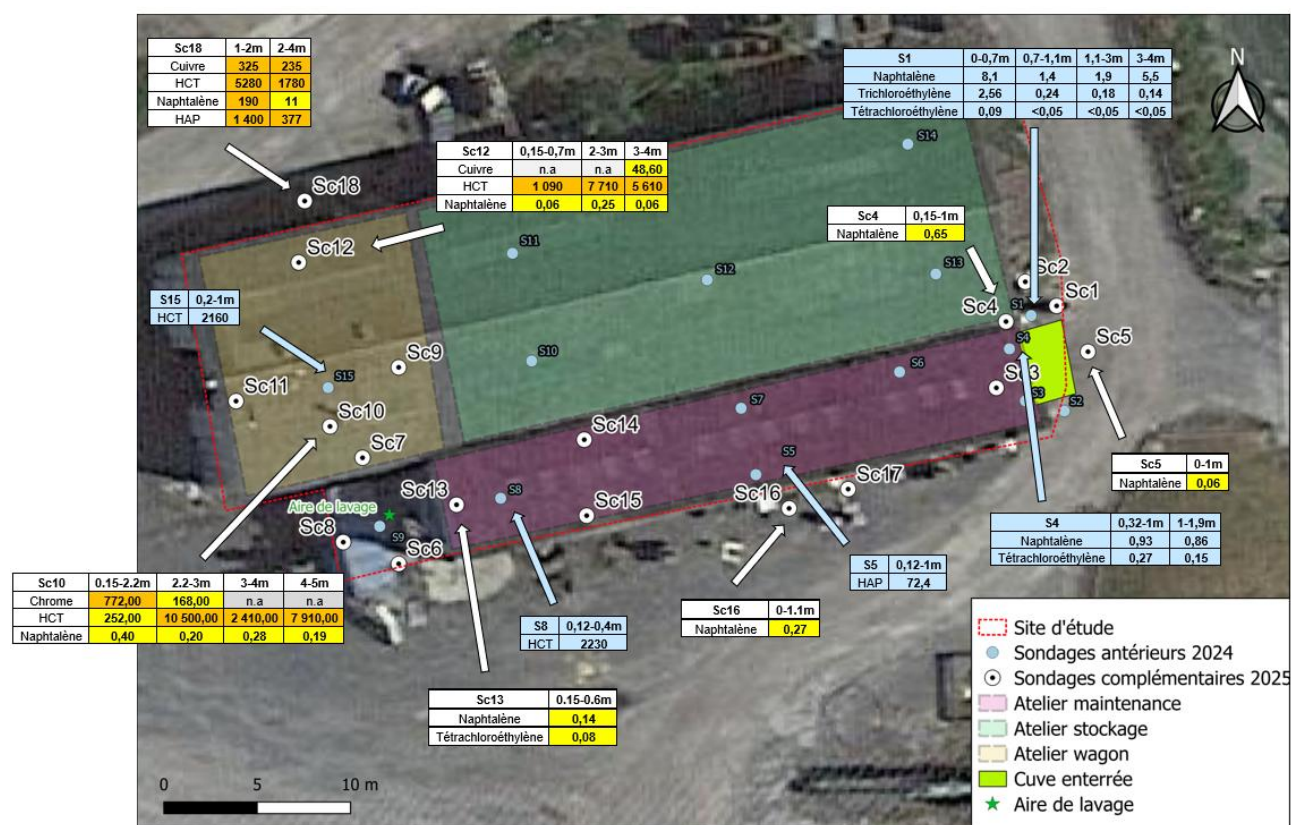 Sc18 1-2m 2-4m
Cuivre 325 235
HCT 5280 1780
Naphtalène 190 11
HAP 1 400 377
S1 0-0,7m 0,7-1,1m 1,1-3m 3-4m
Naphtalène 8,1 1,4 1,9 5,5
Trichloroéthylène 2,56 0,24 0,18 0,14
Tétrachloroéthylène 0,09 <0,05 <0,05 <0,05
N
Sc12 0,15-0,7m 2-3m 3-4m
Cuivre n.a n.a 48,60
HCT 1 090 7 710 5 610
Naphtalène 0,06 0,25 0,06
S14
Sc18
Sc4 0,15-1m
Naphtalène 0,65
Sc12
S11
S12
S13
Sc2
S15 0,2-1m
HCT 2160
Sc1
S1
Sc4
S4
Sc5
Sc9
S10
S6
S15
Sc3
S3
S2
Sc11
S7
Sc10
Sc14
Sc7
S5
Sc5 0-1m
Naphtalène 0,06
Sc13
S8
Sc16
Sc17
Aire de lavage
Sc15
Sc8
S9
Sc6
S4 0,32-1m 1-1,9m
Naphtalène 0,93 0,86
Tétrachloroéthylène 0,27 0,15
S5 0,12-1m
HAP 72,4
Sc10 0.15-2.2m 2.2-3m 3-4m 4-5m
Chrome 772,00 168,00 n.a n.a
HCT 252,00 10 500,00 2 410,00 7 910,00
Naphtalène 0,40 0,20 0,28 0,19
S8 0,12-0,4m
HCT 2230
Sc16 0-1.1m
Naphtalène 0,27
Sc13 0.15-0.6m
Naphtalène 0,14
Tétrachloroéthylène 0,08
Site d'étude
Sondages antérieurs 2024
Sondages complémentaires 2025
Atelier maintenance
Atelier stockage
Atelier wagon
Cuve enterrée
Aire de lavage
0 5 10 m